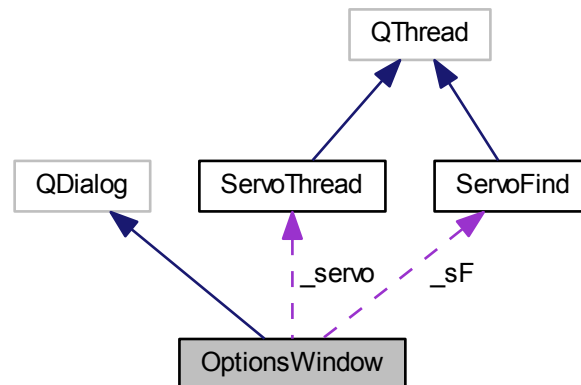 QThread
QDialog
ServoThread
ServoFind
_servo
_sF
OptionsWindow